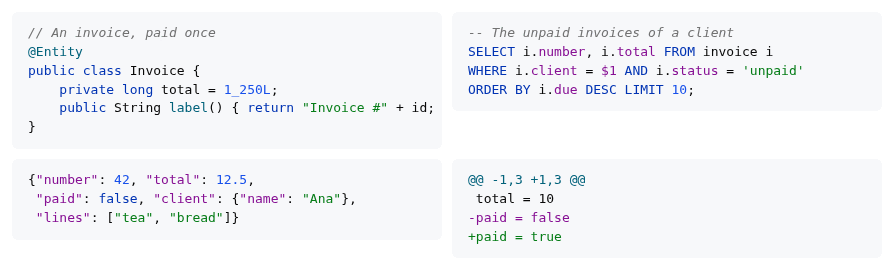 // An invoice, paid once
@Entity
public class Invoice {
    private long total = 1_250L;
    public String label() { return "Invoice #" + id;
}
-- The unpaid invoices of a client
SELECT i.number, i.total FROM invoice i
WHERE i.client = $1 AND i.status = 'unpaid'
ORDER BY i.due DESC LIMIT 10;
{"number": 42, "total": 12.5,
 "paid": false, "client": {"name": "Ana"},
 "lines": ["tea", "bread"]}
@@ -1,3 +1,3 @@
 total = 10
-paid = false
+paid = true